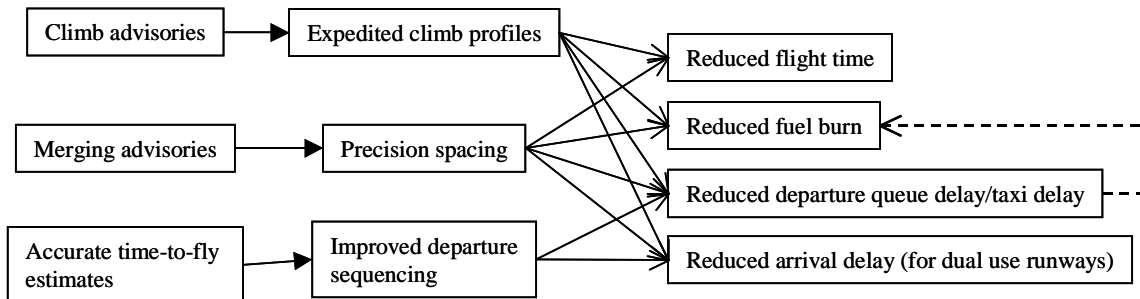 Climb advisories
Expedited climb profiles
Reduced flight time
Reduced fuel burn
Merging advisories
Precision spacing
Reduced departure queue delay/taxi delay
Accurate time-to-fly
estimates
Improved departure
sequencing
Reduced arrival delay (for dual use runways)